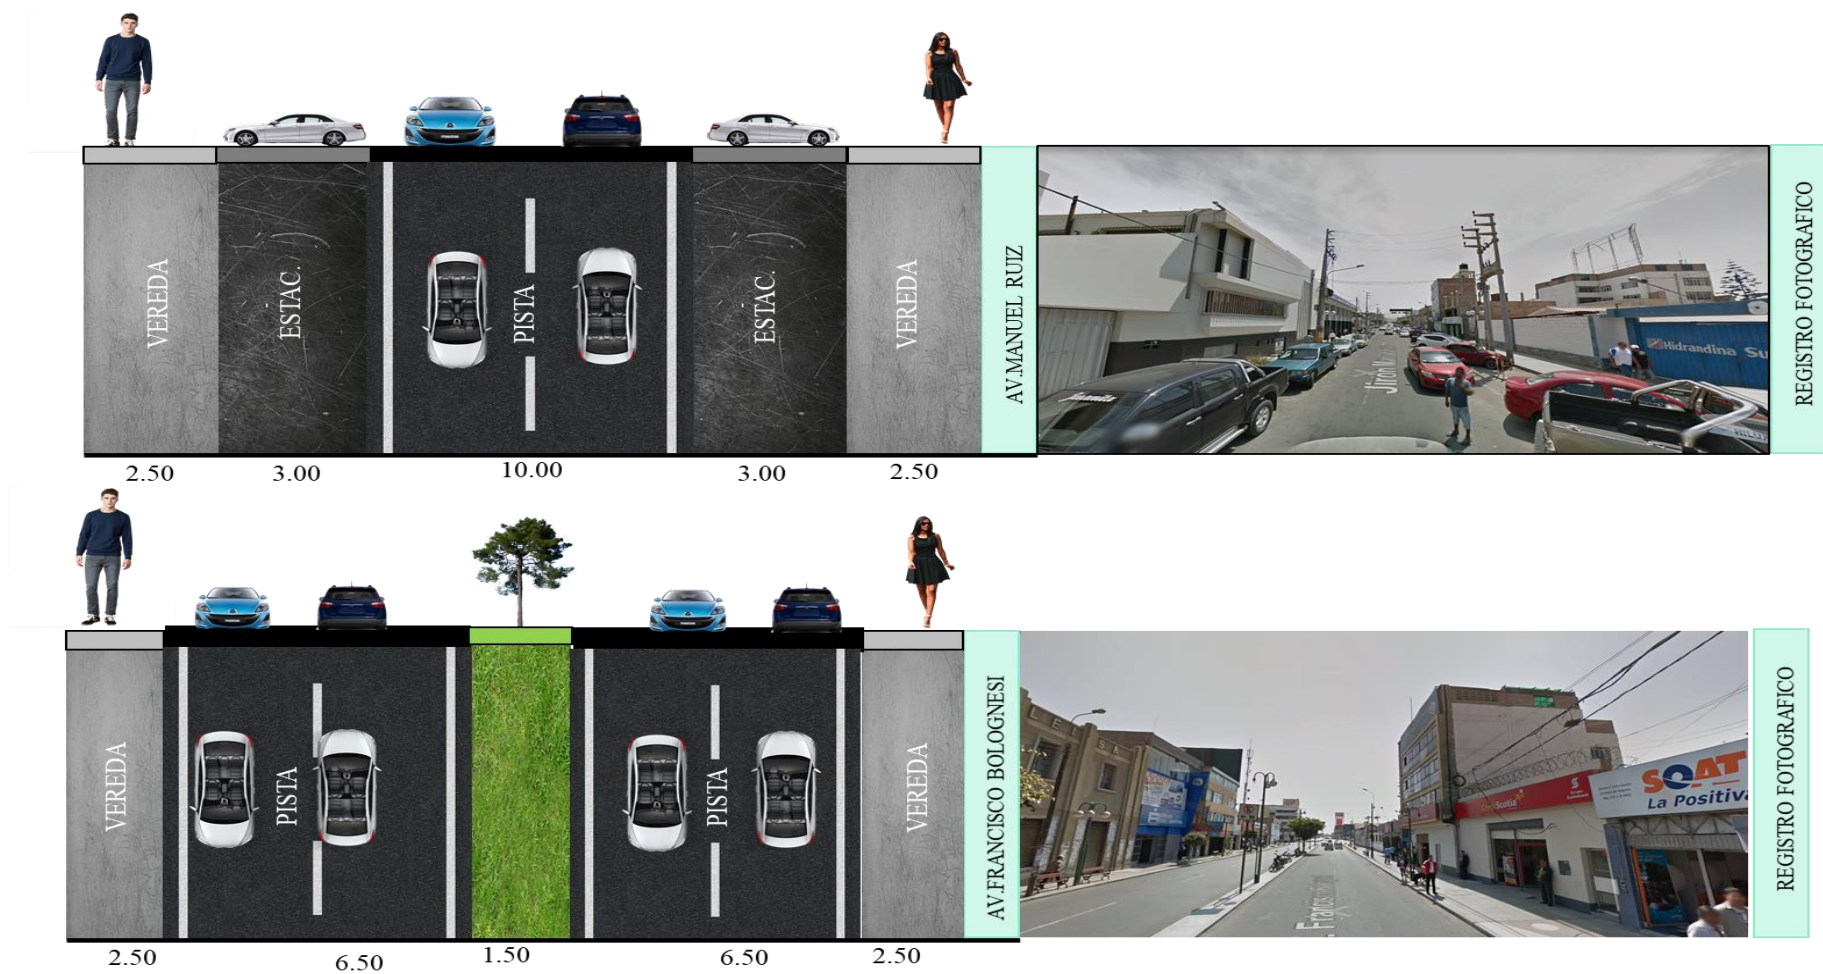 VEREDA
ESTAC.
PISTA
ESTAC.
VEREDA
AV.MANUEL RUIZ
Jirón M
Hidrandina Su
REGISTRO FOTOGRAFICO
2.50
3.00
10.00
3.00
2.50
VEREDA
PISTA
PISTA
VEREDA
AV.FRANCISCO BOLOGNESI
SOAT
La Positiva
REGISTRO FOTOGRAFICO
2.50
6.50
1.50
6.50
2.50